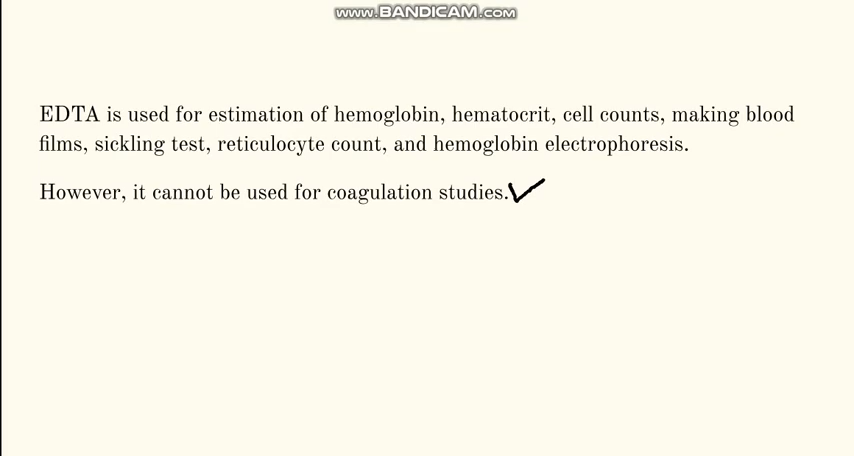 www.BANDICAM.com
EDTA is used for estimation of hemoglobin, hematocrit, cell counts, making blood
films, sickling test, reticulocyte count, and hemoglobin electrophoresis.
However, it cannot be used for coagulation studies.